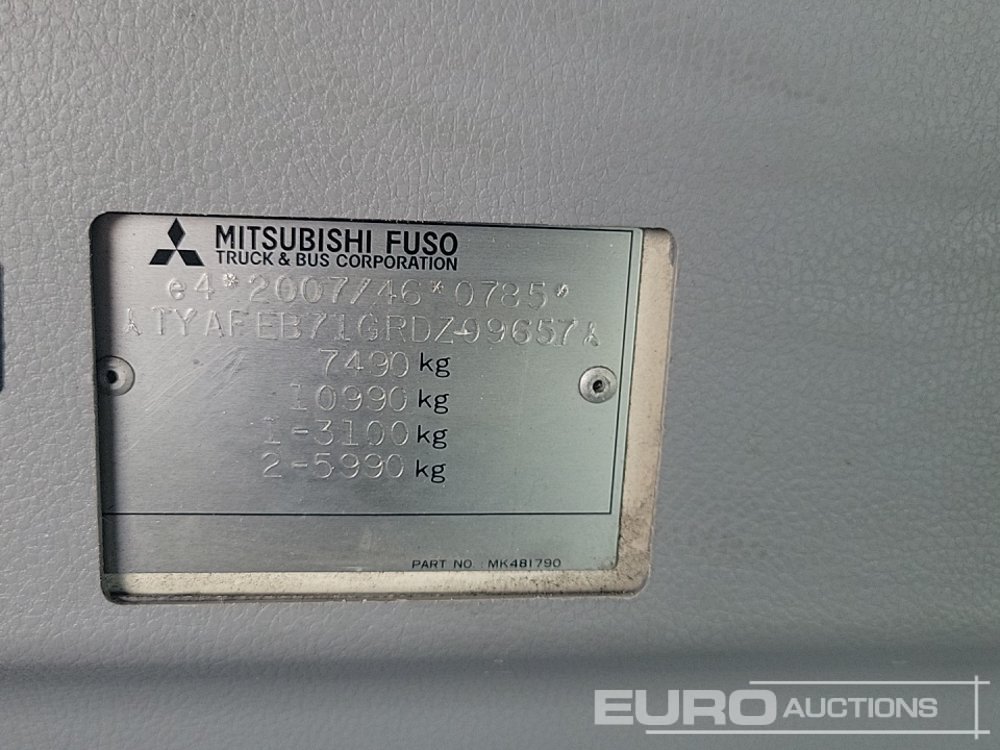 MITSUBISHI FUSO
TRUCK & BUS CORPORATION
e4*2007/46*0785*
TYAFEB71GRDZ09657
7490 kg
10990 kg
1-3100 kg
2-5990 kg
PART NO. MK481790
EURO AUCTIONS